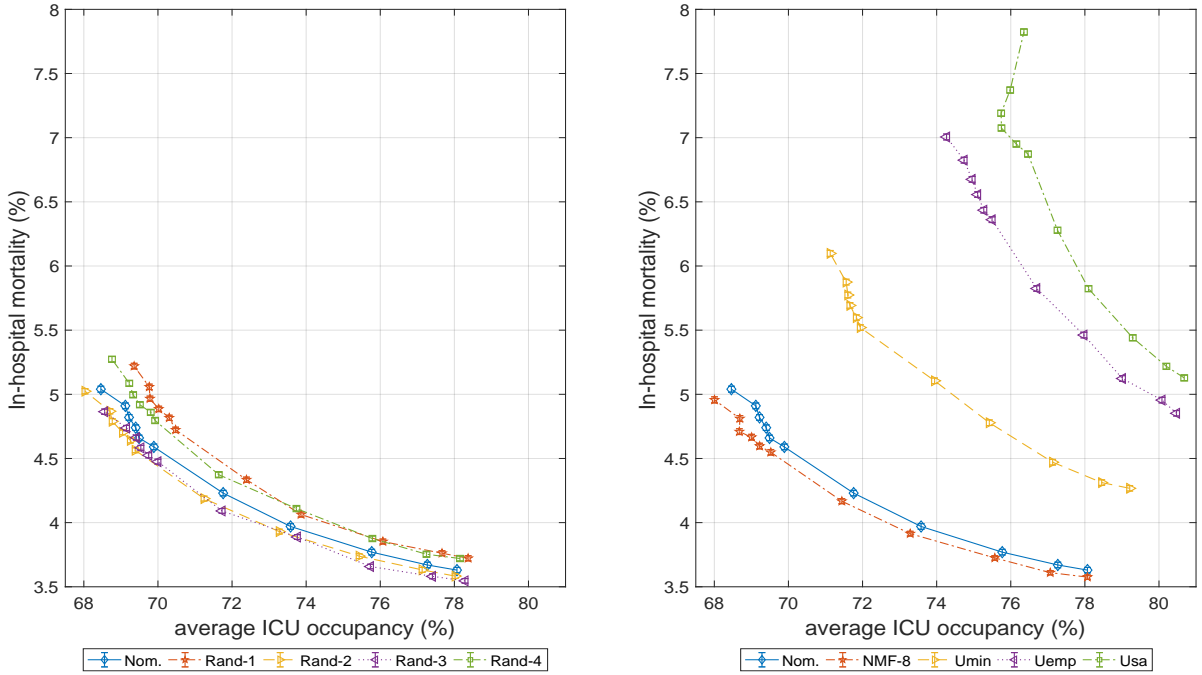 8
7.5
7
6.5
6
5.5
5
4.5
4
3.5
In-hospital mortality (%)
68 70 72 74 76 78 80
average ICU occupancy (%)
Nom. Rand-1 Rand-2 Rand-3 Rand-4
8
7.5
7
6.5
6
5.5
5
4.5
4
3.5
In-hospital mortality (%)
68 70 72 74 76 78 80
average ICU occupancy (%)
Nom. NMF-8 Umin Uemp Usa